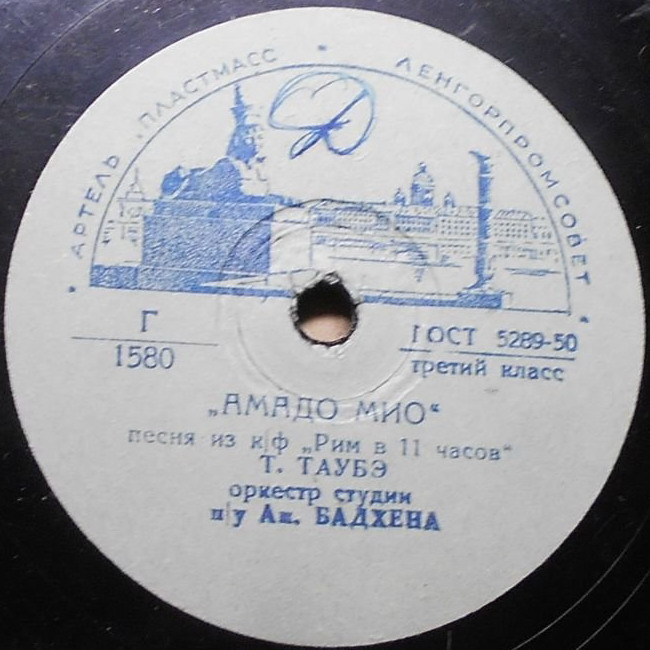 АРТЕЛЬ „ПЛАСТМАСС • ЛЕНГОРПРОМСОВЕТ
Г
1580
ГОСТ 5289-50
третий класс
„АМАДО МИО“
песня из к/ф „Рим в 11 часов“
Т. ТАУБЭ
оркестр студии
п/у Ан. БАДХЕНА